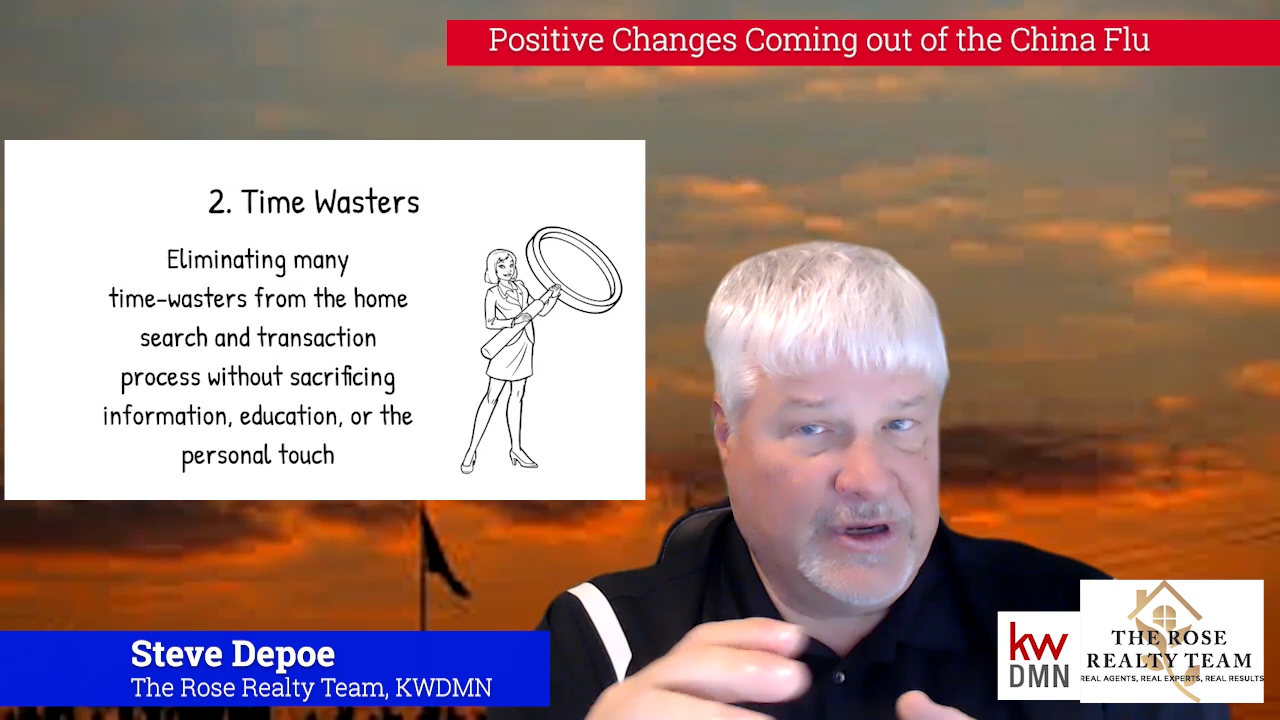 Positive Changes Coming out of the China Flu
2. Time Wasters
Eliminating many
time-wasters from the home
search and transaction
process without sacrificing
information, education, or the
personal touch
Steve Depoe
The Rose Realty Team, KWDMN
kw
DMN
THE ROSE
REALTY TEAM
REAL AGENTS, REAL EXPERTS, REAL RESULTS